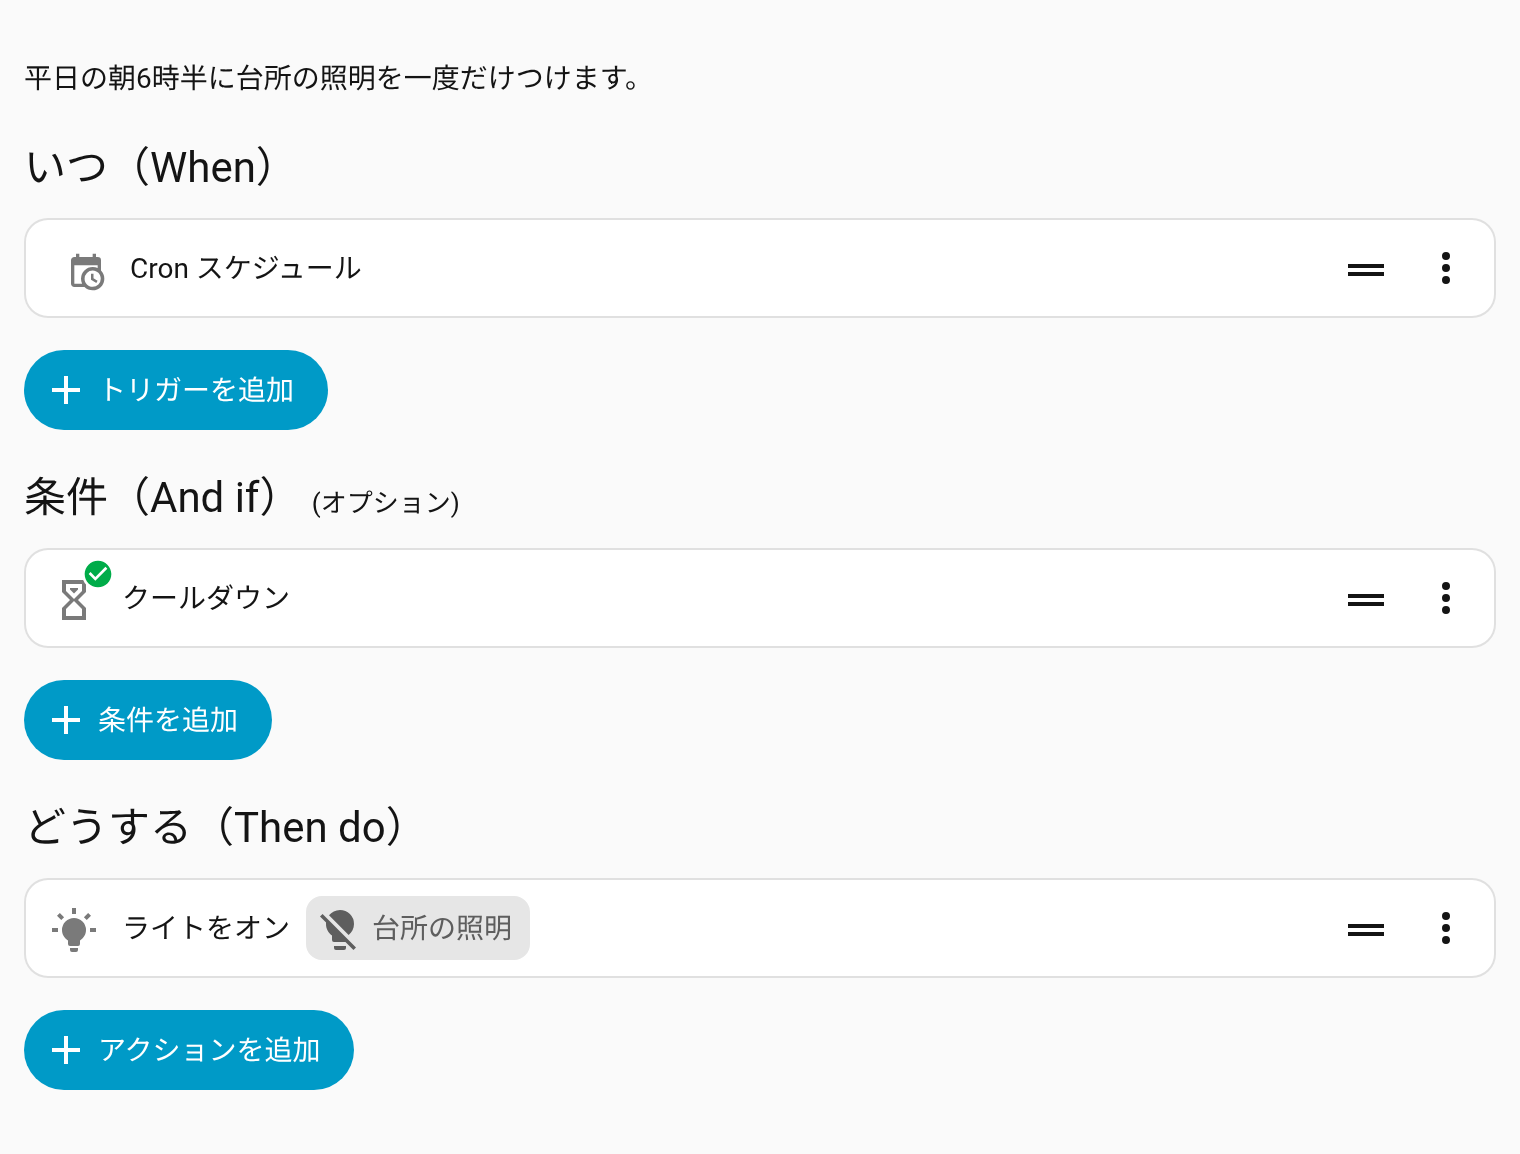 平日の朝6時半に台所の照明を一度だけつけます。
いつ（When）
Cron スケジュール
トリガーを追加
条件（And if） (オプション)
クールダウン
条件を追加
どうする（Then do）
ライトをオン 台所の照明
アクションを追加